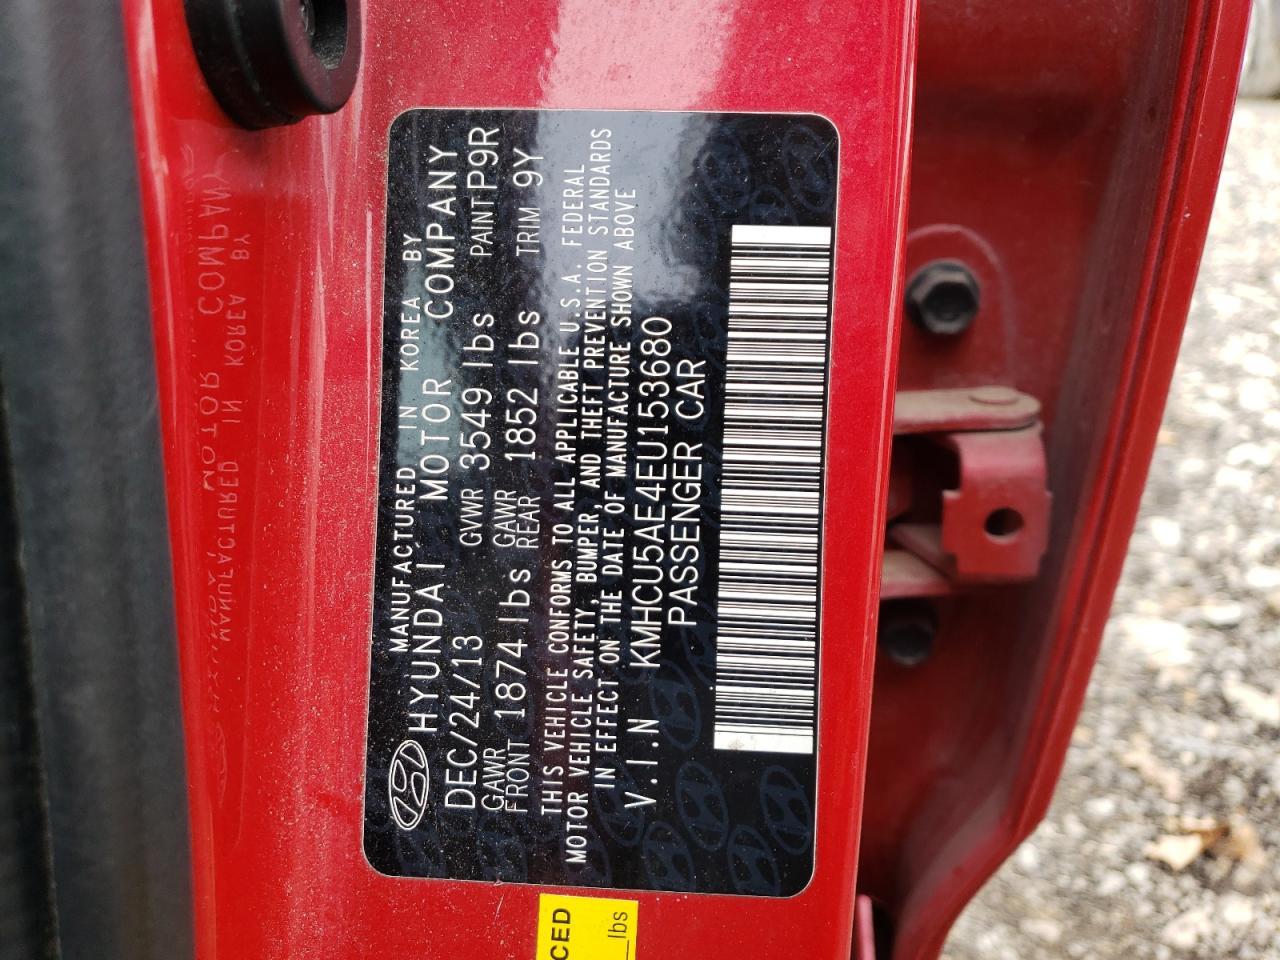 MANUFACTURED IN KOREA BY
HYUNDAI MOTOR COMPANY
DEC/24/13 GVWR 3549 lbs PAINT P9R
GAWR FRONT 1874 lbs GAWR REAR 1852 lbs TRIM 9Y
THIS VEHICLE CONFORMS TO ALL APPLICABLE U.S.A. FEDERAL
MOTOR VEHICLE SAFETY, BUMPER, AND THEFT PREVENTION STANDARDS
IN EFFECT ON THE DATE OF MANUFACTURE SHOWN ABOVE
V.I.N KMHCU5AE4EU153680
PASSENGER CAR
CED
lbs